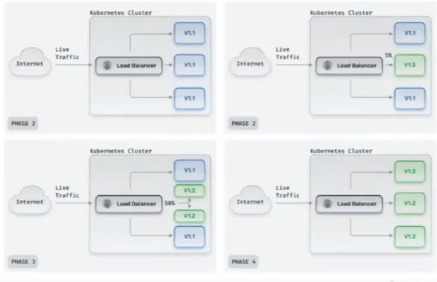 Kubernetes Cluster
V1.1
Live
Traffic
Internet
Load Balancer
V1.1
V1.1
PHASE 2
Kubernetes Cluster
V1.1
Live
Traffic
5%
Internet
Load Balancer
V1.2
V1.1
PHASE 2
Kubernetes Cluster
V1.1
Live
Traffic
V1.2
Internet
Load Balancer
50%
V1.2
V1.1
PHASE 3
Kubernetes Cluster
V1.2
Live
Traffic
Internet
Load Balancer
V1.2
V1.2
PHASE 4